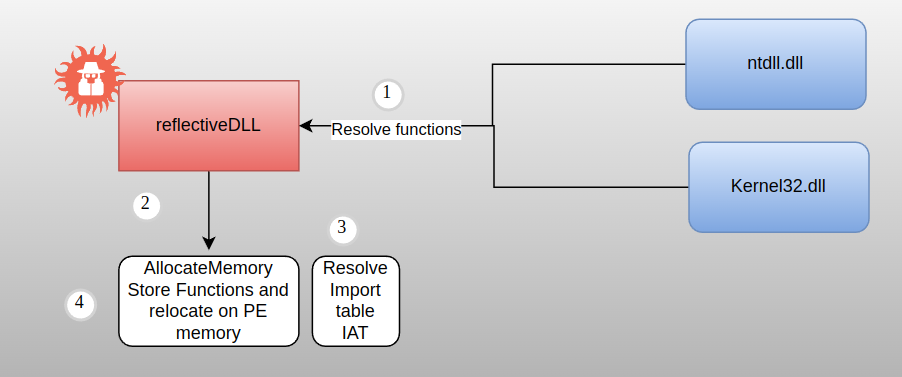 ntdll.dll
1
reflectiveDLL
Resolve functions
Kernel32.dll
2
3
AllocateMemory
Store Functions and
relocate on PE
memory
Resolve
Import
table
IAT
4